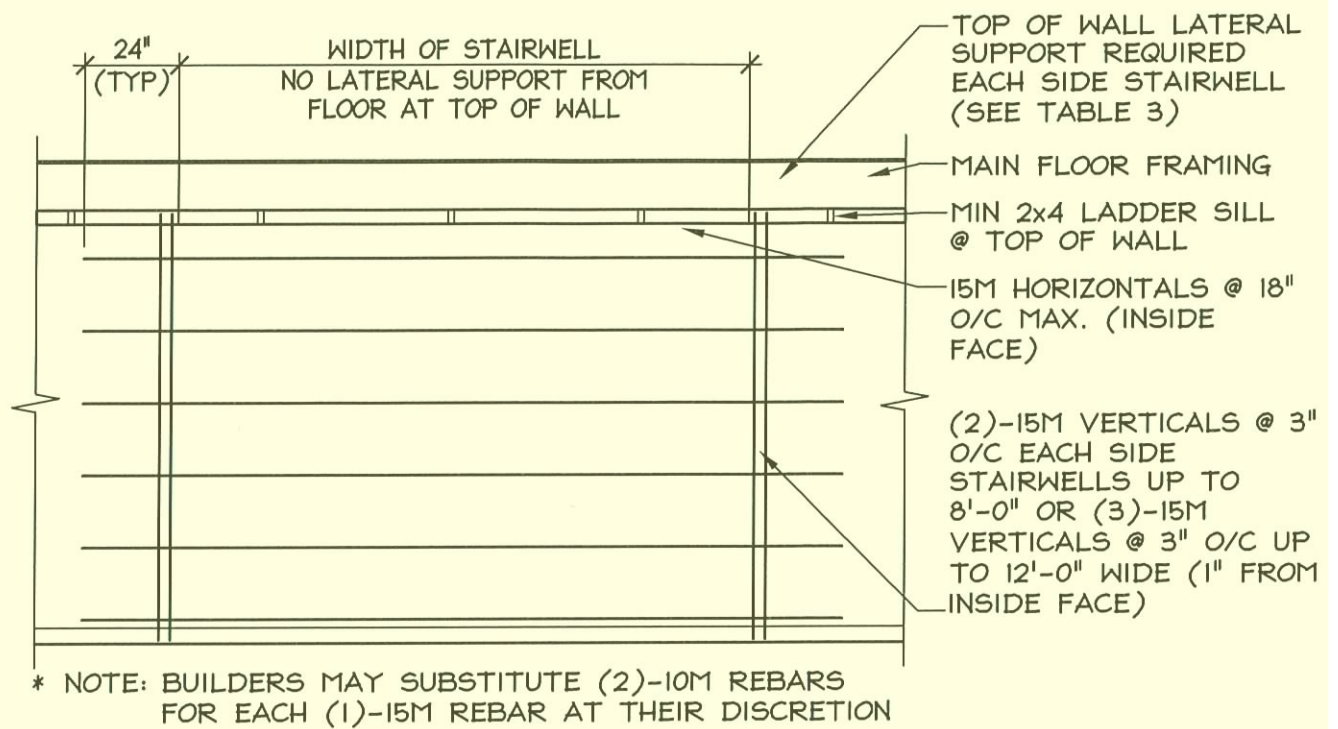 24"
(TYP)
WIDTH OF STAIRWELL
NO LATERAL SUPPORT FROM
FLOOR AT TOP OF WALL
TOP OF WALL LATERAL
SUPPORT REQUIRED
EACH SIDE STAIRWELL
(SEE TABLE 3)
MAIN FLOOR FRAMING
MIN 2x4 LADDER SILL
@ TOP OF WALL
15M HORIZONTALS @ 18"
O/C MAX. (INSIDE
FACE)
(2)-15M VERTICALS @ 3"
O/C EACH SIDE
STAIRWELLS UP TO
8'-0" OR (3)-15M
VERTICALS @ 3" O/C UP
TO 12'-0" WIDE (1" FROM
INSIDE FACE)
* NOTE: BUILDERS MAY SUBSTITUTE (2)-10M REBARS
FOR EACH (1)-15M REBAR AT THEIR DISCRETION